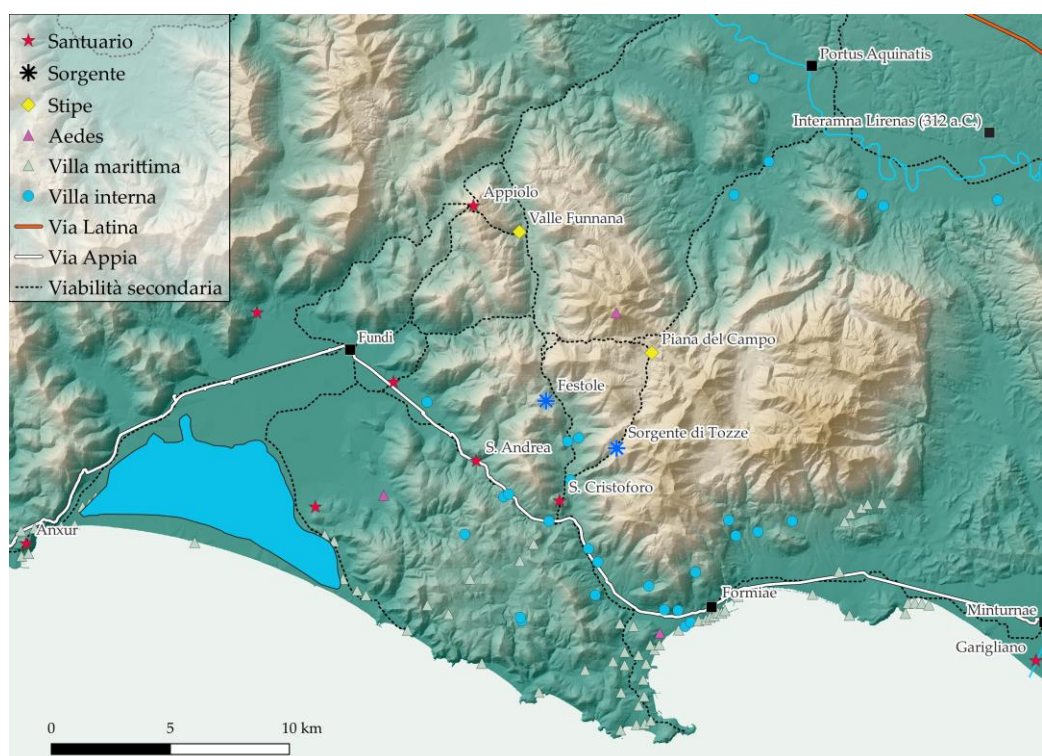 Santuario
Sorgente
Stipe
Aedes
Villa marittima
Villa interna
Via Latina
Via Appia
Viabilità secondaria
Portus Aquinatis
Interamna Lirenas (312 a.C.)
Appiolo
Valle Funnana
Fundi
Piana del Campo
Festole
Sorgente di Tozze
S. Andrea
S. Cristoforo
Anxur
Formiae
Minturnae
Garigliano
0 5 10 km